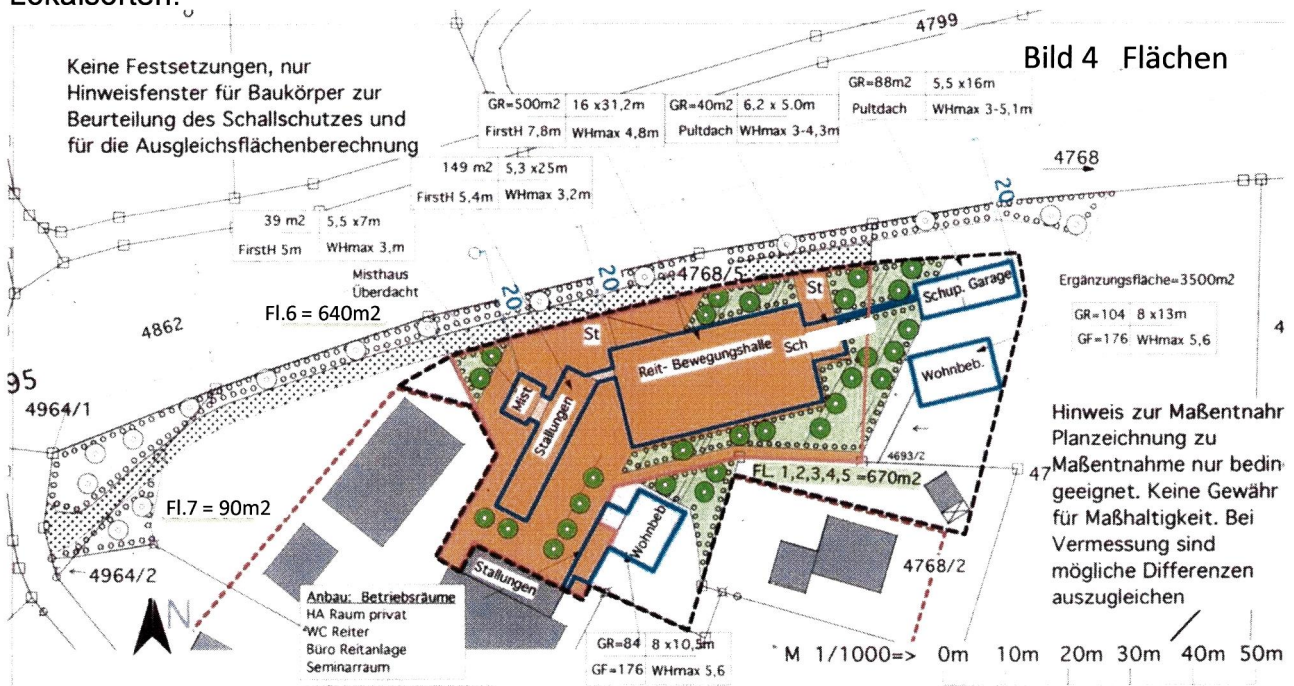 Lokalsorten.
4799
Bild 4 Flächen
Keine Festsetzungen, nur
Hinweisfenster für Baukörper zur
Beurteilung des Schallschutzes und
für die Ausgleichsflächenberechnung
GR=88m2 5,5 x16m
Pultdach WHmax 3-5,1m
GR=500m2 16 x31,2m
FirstH 7,8m WHmax 4,8m
GR=40m2 6,2 x 5.0m
Pultdach WHmax 3-4,3m
149 m2 5,3 x25m
FirstH 5,4m WHmax 3,2m
4768
20
39 m2 5,5 x7m
FirstH 5m WHmax 3,m
Misthaus
Überdacht
20
20
4768/5
St
Schup. Garage
Ergänzungsfläche=3500m2
GR=104 8 x13m
GF=176 WHmax 5,6
Fl.6 = 640m2
4862
St
Reit- Bewegungshalle
Sch
Wohnbeb.
4
95
4964/1
Mist
Stallungen
Hinweis zur Maßentnahr
Planzeichnung zu
Maßentnahme nur bedin
geeignet. Keine Gewähr
für Maßhaltigkeit. Bei
Vermessung sind
mögliche Differenzen
auszugleichen
4693/2
47
FL 1,2,3,4,5 =670m2
Fl.7 = 90m2
Wohnbeb
4964/2
Stallungen
4768/2
N
Anbau: Betriebsräume
HA Raum privat
WC Reiter
Büro Reitanlage
Seminarraum
GR=84 8 x10,5m
GF=176 WHmax 5,6
M 1/1000=> 0m 10m 20m 30m 40m 50m